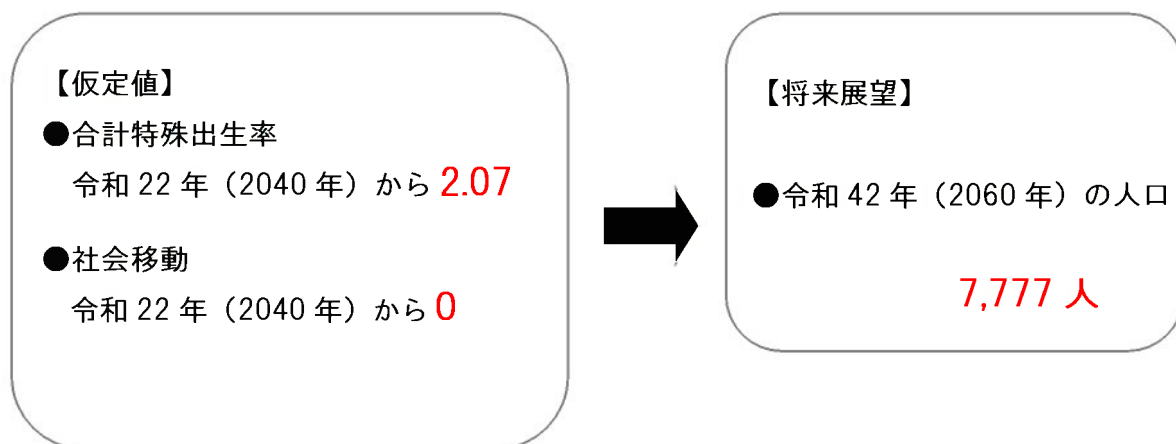 【仮定値】
●合計特殊出生率
令和 22 年（2040 年）から 2.07
●社会移動
令和 22 年（2040 年）から 0
【将来展望】
●令和 42 年（2060 年）の人口
7,777 人